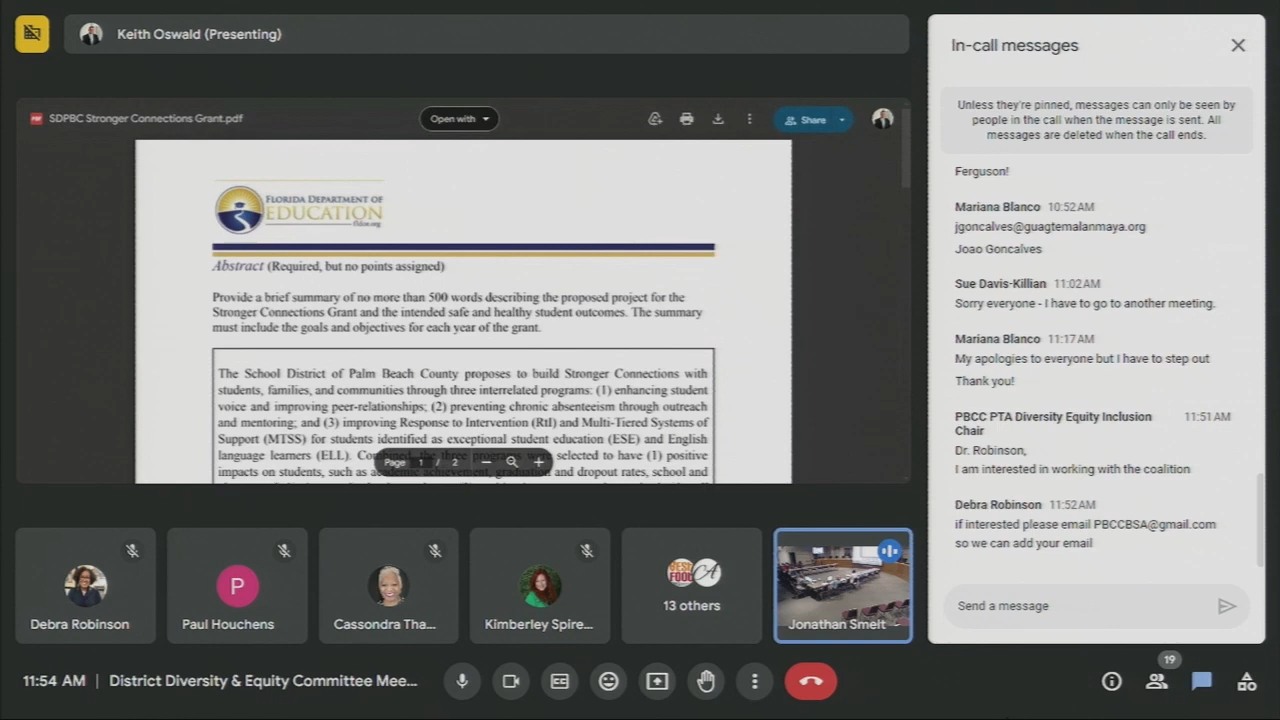 Keith Oswald (Presenting)
SDPBC Stronger Connections Grant.pdf
Open with
Share
FLORIDA DEPARTMENT OF
EDUCATION
fldoe.org
Abstract (Required, but no points assigned)
Provide a brief summary of no more than 500 words describing the proposed project for the
Stronger Connections Grant and the intended safe and healthy student outcomes. The summary
must include the goals and objectives for each year of the grant.
The School District of Palm Beach County proposes to build Stronger Connections with
students, families, and communities through three interrelated programs: (1) enhancing student
voice and improving peer-relationships; (2) preventing chronic absenteeism through outreach
and mentoring; and (3) improving Response to Intervention (RtI) and Multi-Tiered Systems of
Support (MTSS) for students identified as exceptional student education (ESE) and English
language learners (ELL). Combined, the three programs were selected to have (1) positive
impacts on students, such as academic achievement, graduation and dropout rates, school and
Page 1 / 2
In-call messages
Unless they're pinned, messages can only be seen by
people in the call when the message is sent. All
messages are deleted when the call ends.
Ferguson!
Mariana Blanco 10:52 AM
jgoncalves@guagtemalanmaya.org
Joao Goncalves
Sue Davis-Killian 11:02 AM
Sorry everyone - I have to go to another meeting.
Mariana Blanco 11:17 AM
My apologies to everyone but I have to step out
Thank you!
PBCC PTA Diversity Equity Inclusion 11:51 AM
Chair
Dr. Robinson,
I am interested in working with the coalition
Debra Robinson 11:52 AM
if interested please email PBCCBSA@gmail.com
so we can add your email
Send a message
Debra Robinson
P
Paul Houchens
Cassondra Tha...
Kimberley Spire...
13 others
Jonathan Smelt
11:54 AM | District Diversity & Equity Committee Mee...
19